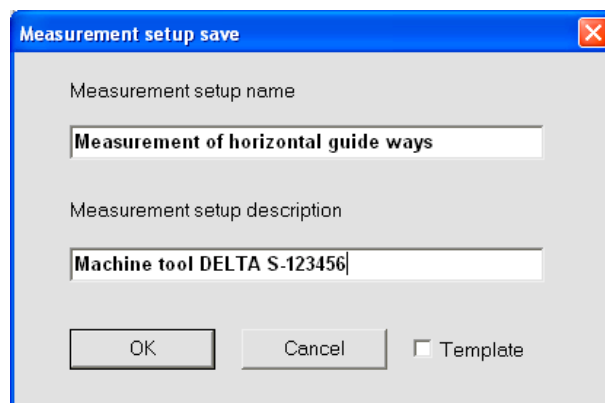 Measurement setup save
Measurement setup name
Measurement of horizontal guide ways
Measurement setup description
Machine tool DELTA S-123456
OK Cancel Template